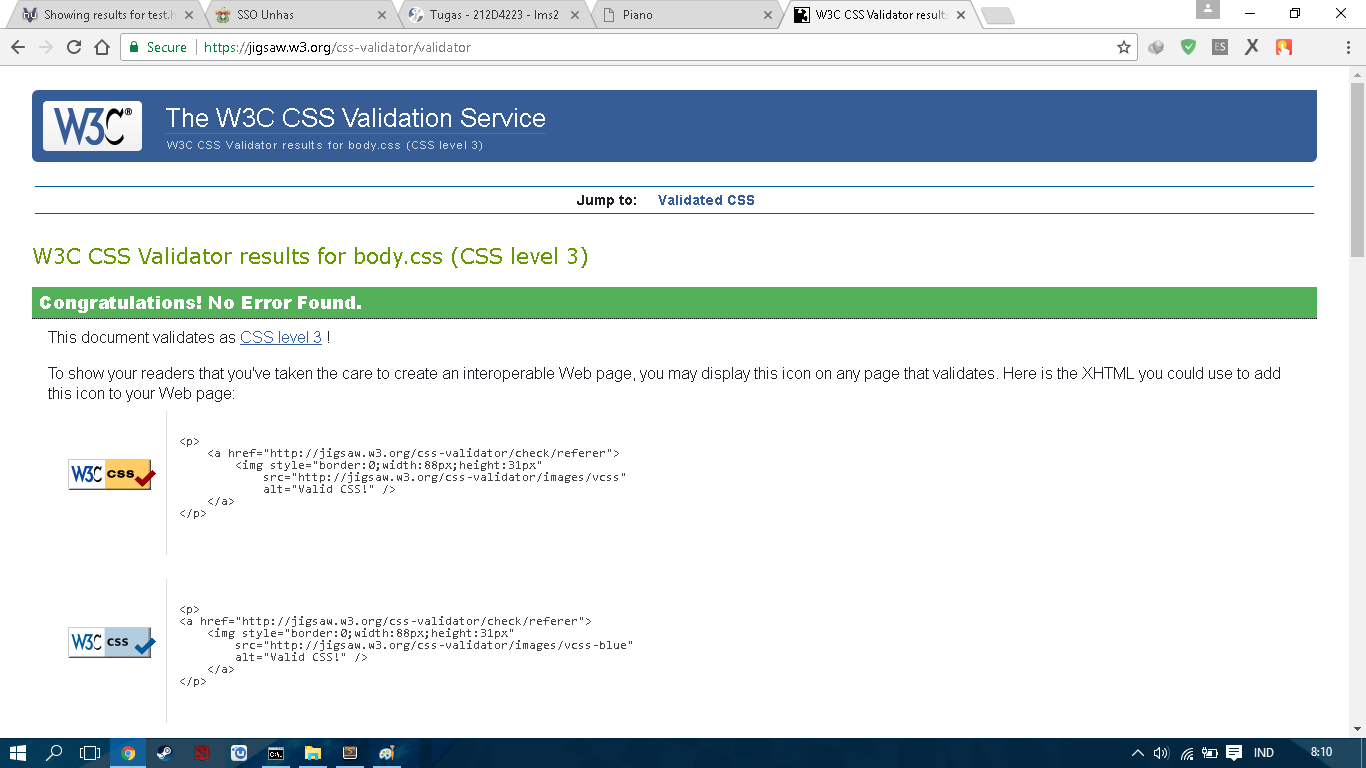 Showing results for test.h
SSO Unhas
Tugas - 212D4223 - lms2
Piano
W3C CSS Validator result
Secure
https://jigsaw.w3.org/css-validator/validator
ES
X
W3C®
The W3C CSS Validation Service
W3C CSS Validator results for body.css (CSS level 3)
Jump to: Validated CSS
W3C CSS Validator results for body.css (CSS level 3)
Congratulations! No Error Found.
This document validates as CSS level 3 !
To show your readers that you've taken the care to create an interoperable Web page, you may display this icon on any page that validates. Here is the XHTML you could use to add
this icon to your Web page:
W3C css
<p>
<a href="http://jigsaw.w3.org/css-validator/check/referer">
<img style="border:0;width:88px;height:31px"
src="http://jigsaw.w3.org/css-validator/images/vcss"
alt="Valid CSS!" />
</a>
</p>
W3C css
<p>
<a href="http://jigsaw.w3.org/css-validator/check/referer">
<img style="border:0;width:88px;height:31px"
src="http://jigsaw.w3.org/css-validator/images/vcss-blue"
alt="Valid CSS!" />
</a>
</p>
IND
8:10